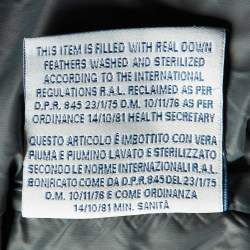 THIS ITEM IS FILLED WITH REAL DOWN
FEATHERS WASHED AND STERILIZED
ACCORDING TO THE INTERNATIONAL
REGULATIONS R.A.L. RECLAIMED AS PER
D.P.R. 845 23/1/75 D.M. 10/11/76 AS PER
ORDINANCE 14/10/81 HEALTH SECRETARY
QUESTO ARTICOLO È IMBOTTITO CON VERA
PIUMA E PIUMINO LAVATO E STERILIZZATO
SECONDO LE NORME INTERNAZIONALI R.A.L.
BONIFICATO COME DA D.P.R. 845 DEL 23/1/75
D.M. 10/11/76 E COME ORDINANZA
14/10/81 MIN. SANITÀ